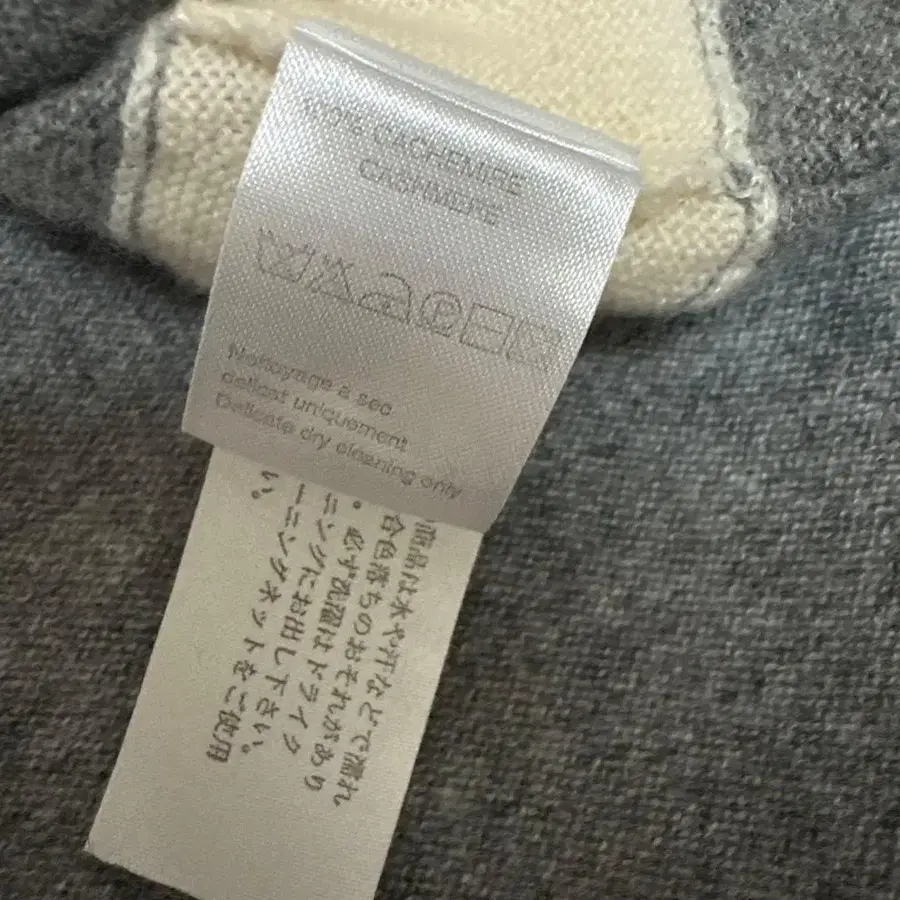 100% CACHEMIRE
CASHMERE
P
Nettoyage à sec
délicat uniquement
Delicate dry cleaning only
商品は水や汗などで濡れ
合色落ちのおそれがあり
・必ず洗濯はドライク
ニングにお出し下さい。
ーニングネットをご使用
い。